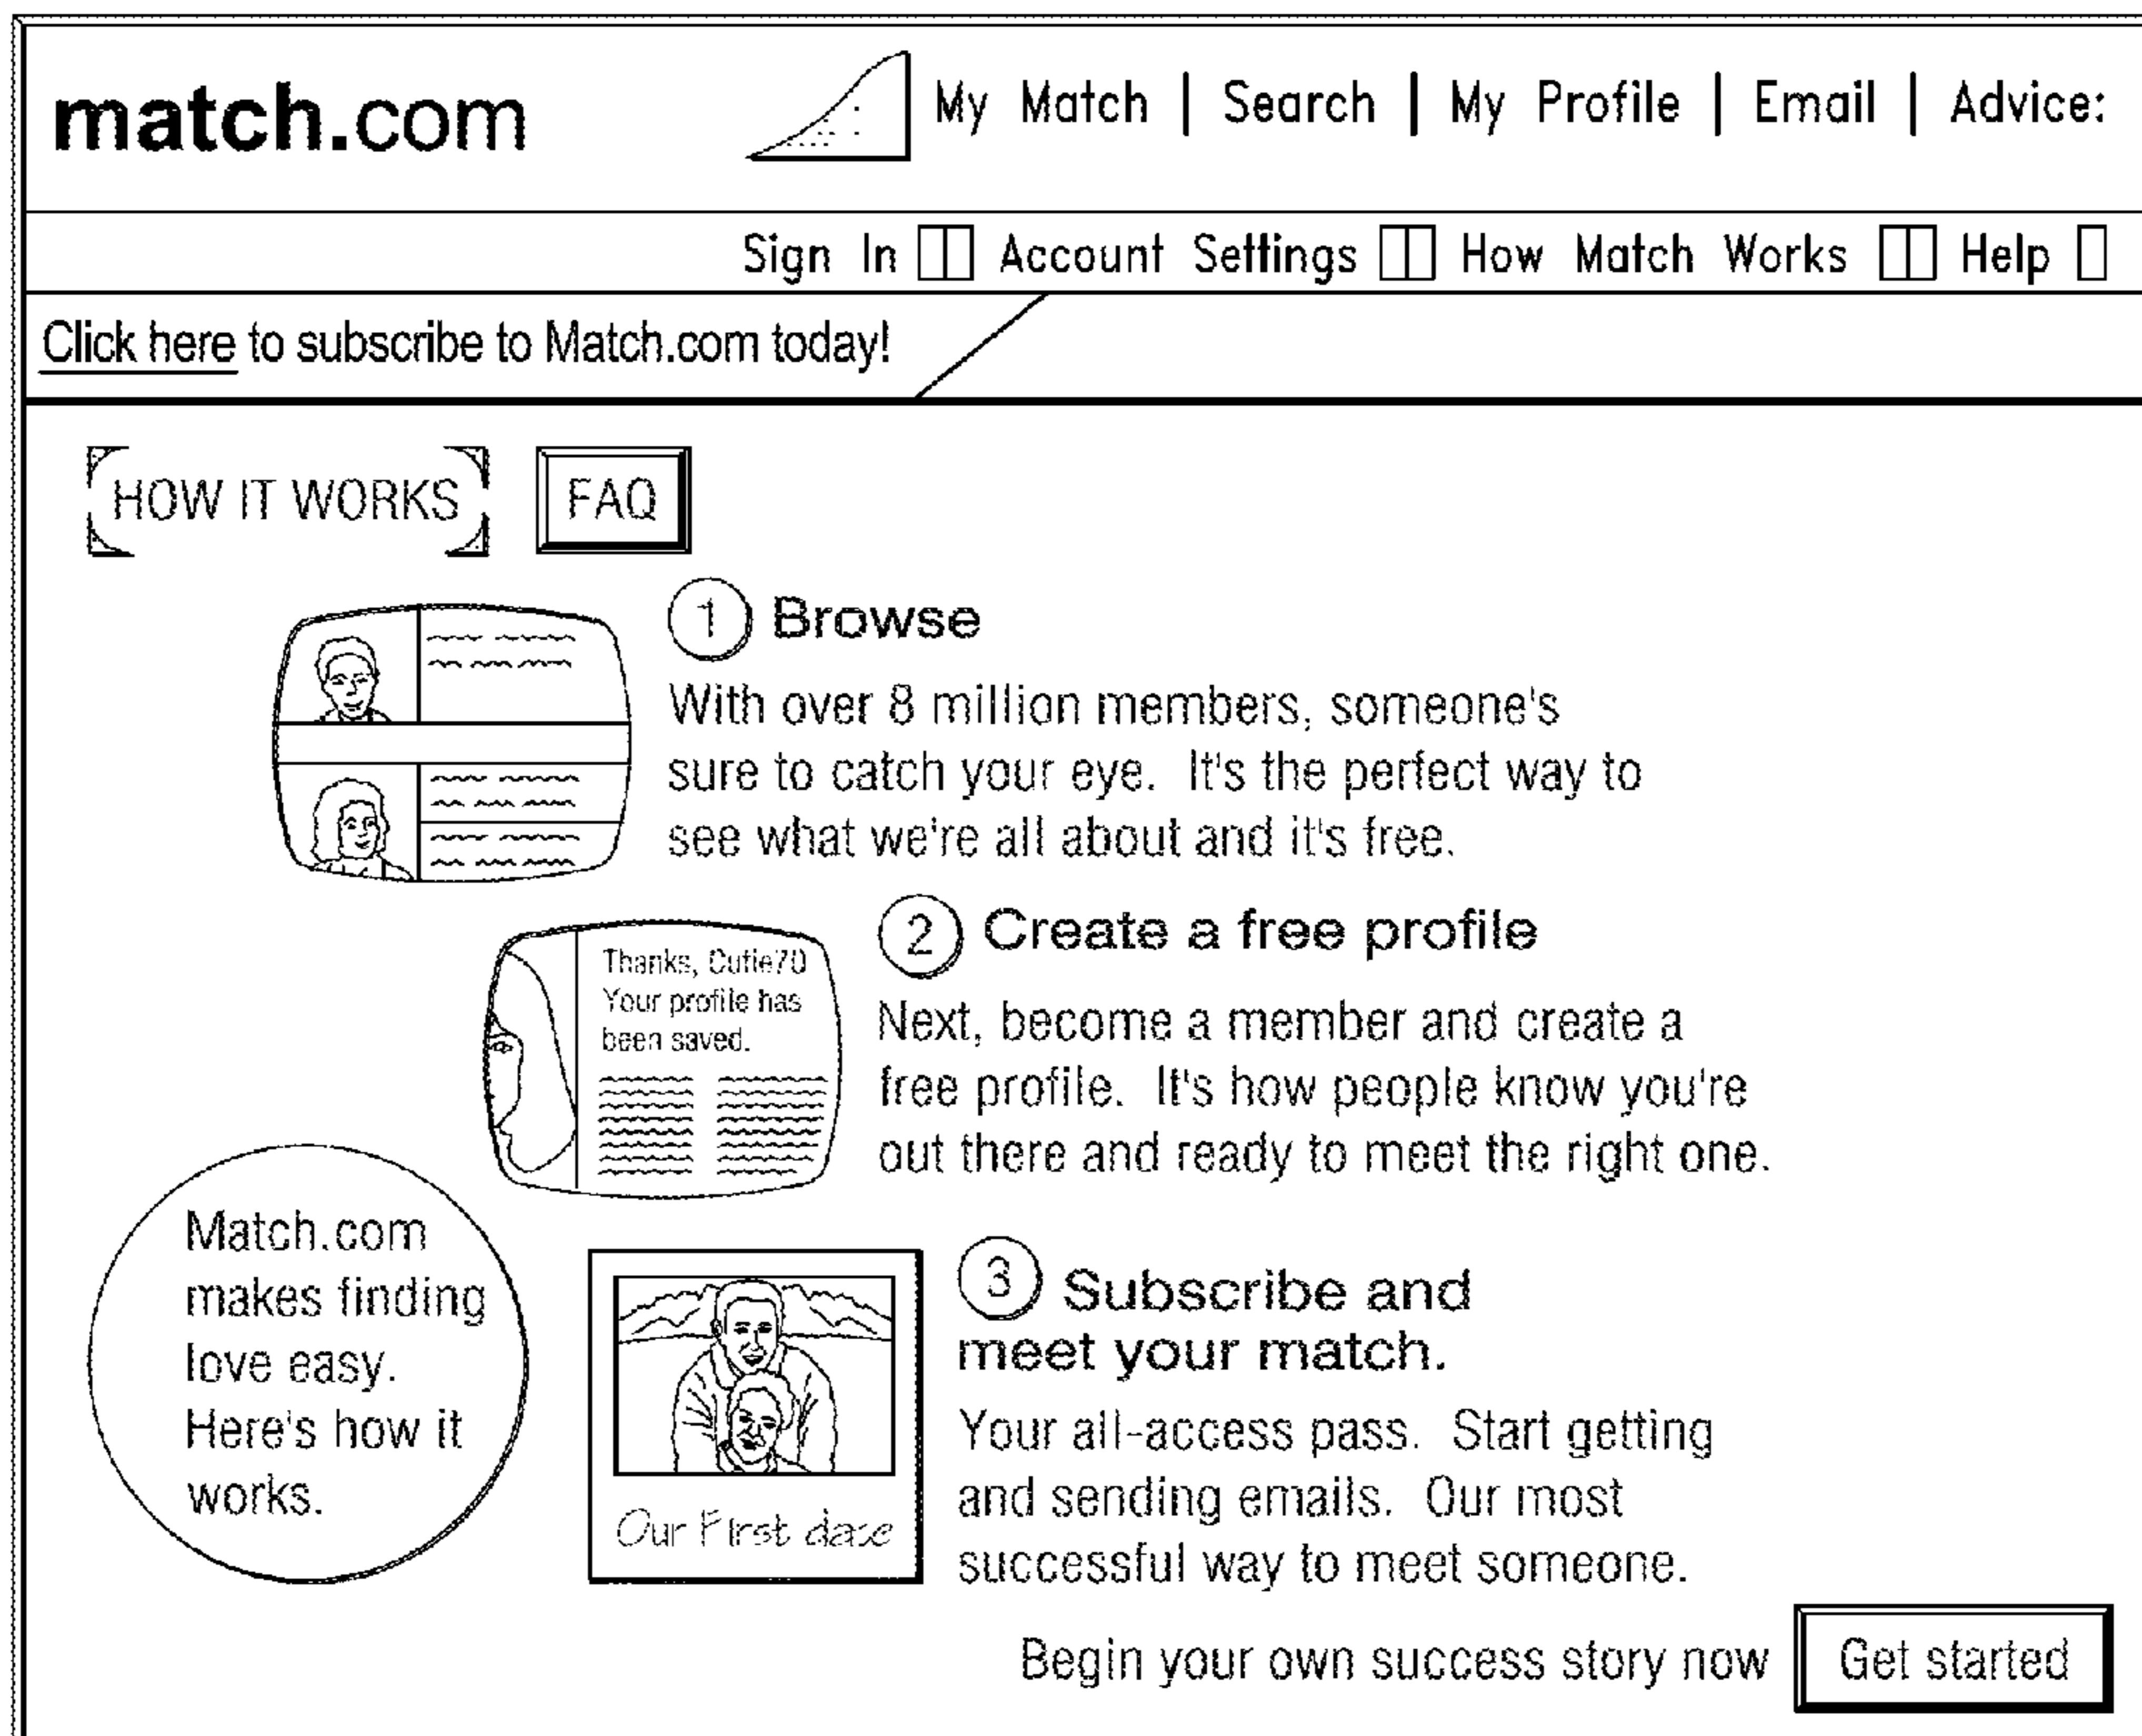 match.com
My Match | Search | My Profile | Email | Advice:
Sign In Account Settings How Match Works Help
Click here to subscribe to Match.com today!
HOW IT WORKS FAQ
1 Browse
With over 8 million members, someone's
sure to catch your eye. It's the perfect way to
see what we're all about and it's free.
2 Create a free profile
Thanks, Cutie70
Your profile has
been saved.
Next, become a member and create a
free profile. It's how people know you're
out there and ready to meet the right one.
Match.com
makes finding
love easy.
Here's how it
works.
Our First date
3 Subscribe and
meet your match.
Your all-access pass. Start getting
and sending emails. Our most
successful way to meet someone.
Begin your own success story now Get started